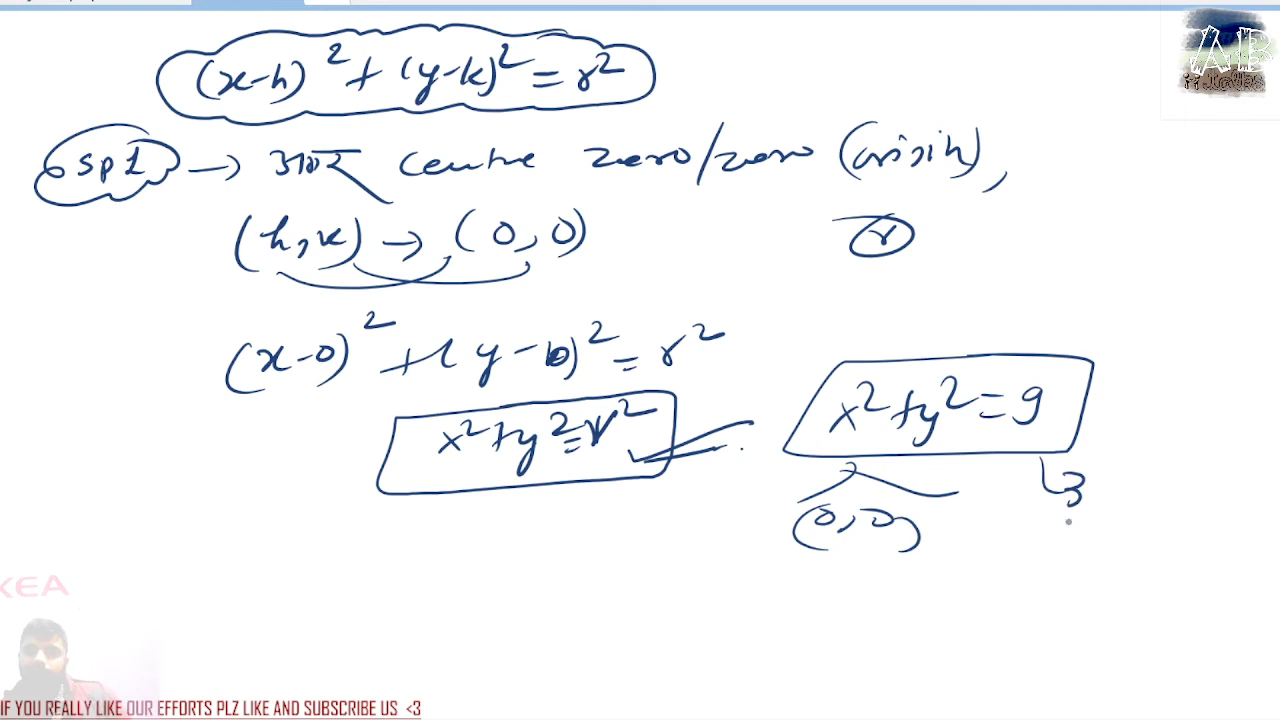 (x-h)² + (y-k)² = r²
Sp1 → अगर centre zero/zero (origin),
(h,k) → (0,0)
r
(x-0)² + (y-0)² = r²
x²+y²=r²
x²+y²=9
(0,0)
3
KEA
IF YOU REALLY LIKE OUR EFFORTS PLZ LIKE AND SUBSCRIBE US <3